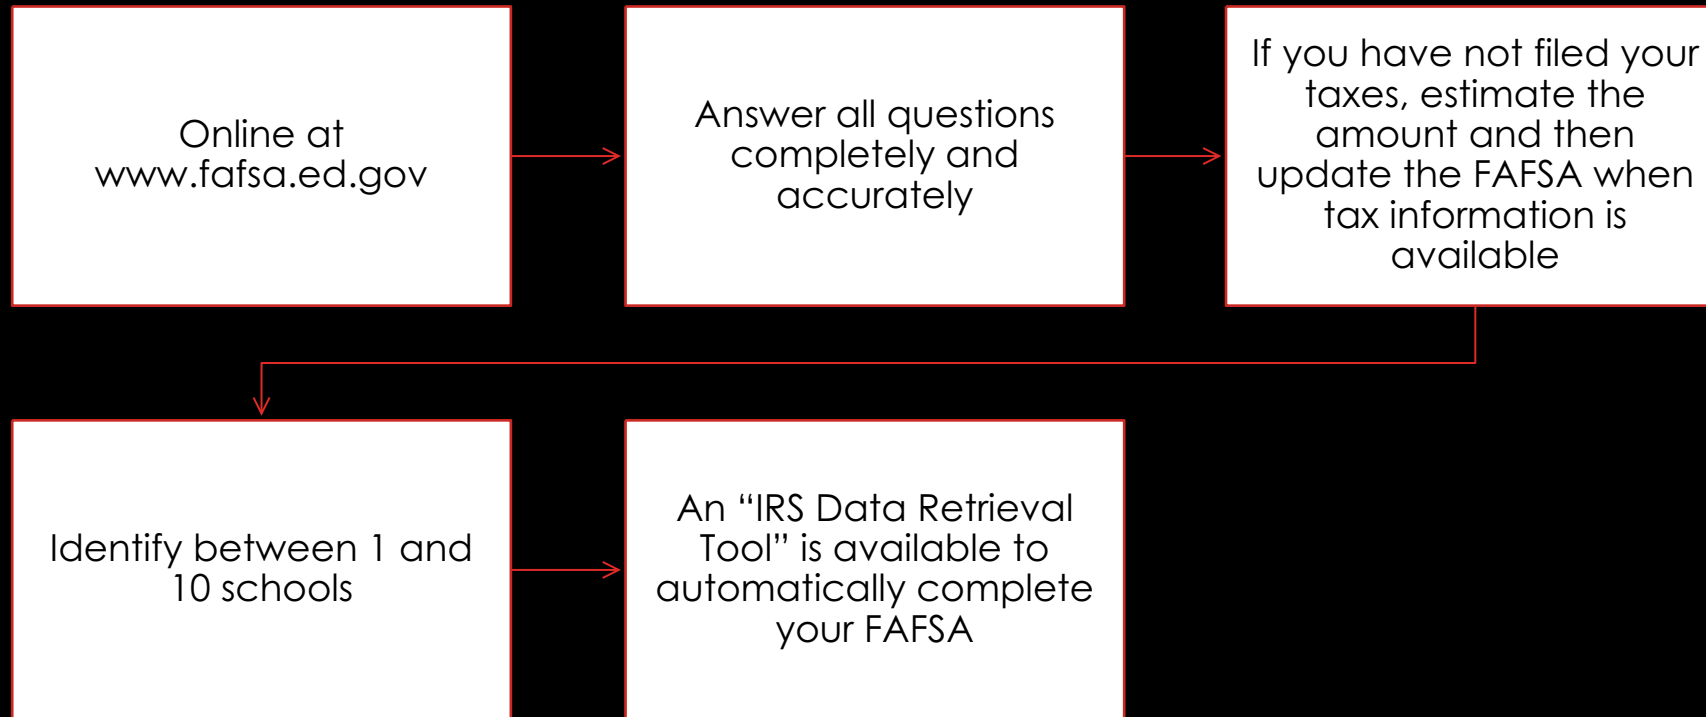 Online at
www.fafsa.ed.gov
Answer all questions
completely and
accurately
If you have not filed your
taxes, estimate the
amount and then
update the FAFSA when
tax information is
available
Identify between 1 and
10 schools
An “IRS Data Retrieval
Tool” is available to
automatically complete
your FAFSA